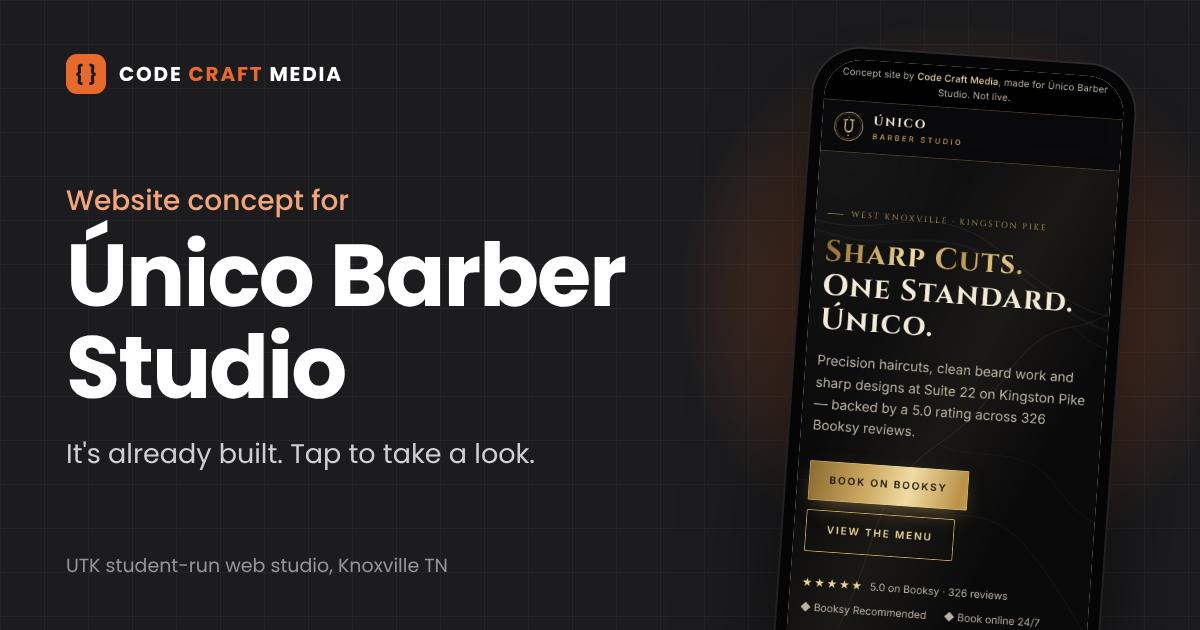 { } CODE CRAFT MEDIA
Website concept for
Único Barber
Studio
It's already built. Tap to take a look.
UTK student-run web studio, Knoxville TN
Concept site by Code Craft Media, made for Único Barber
Studio. Not live.
Ú
ÚNICO
BARBER STUDIO
— WEST KNOXVILLE · KINGSTON PIKE
SHARP CUTS.
ONE STANDARD.
ÚNICO.
Precision haircuts, clean beard work and
sharp designs at Suite 22 on Kingston Pike
— backed by a 5.0 rating across 326
Booksy reviews.
BOOK ON BOOKSY
VIEW THE MENU
★★★★★ 5.0 on Booksy · 326 reviews
◆ Booksy Recommended ◆ Book online 24/7